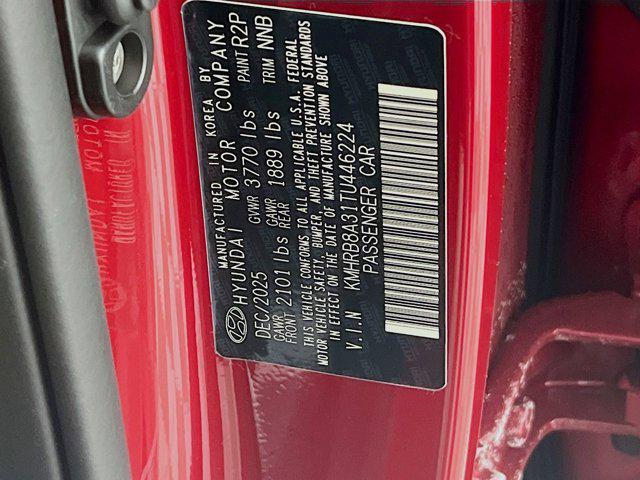 MANUFACTURED IN KOREA BY
HYUNDAI MOTOR COMPANY
DEC/2025 GVWR 3770 lbs PAINT R2P
GAWR FRONT 2101 lbs GAWR REAR 1889 lbs TRIM NNB
THIS VEHICLE CONFORMS TO ALL APPLICABLE U.S.A. FEDERAL
MOTOR VEHICLE SAFETY, BUMPER, AND THEFT PREVENTION STANDARDS
IN EFFECT ON THE DATE OF MANUFACTURE SHOWN ABOVE
V.I.N KMHRB8A31TU446224
PASSENGER CAR